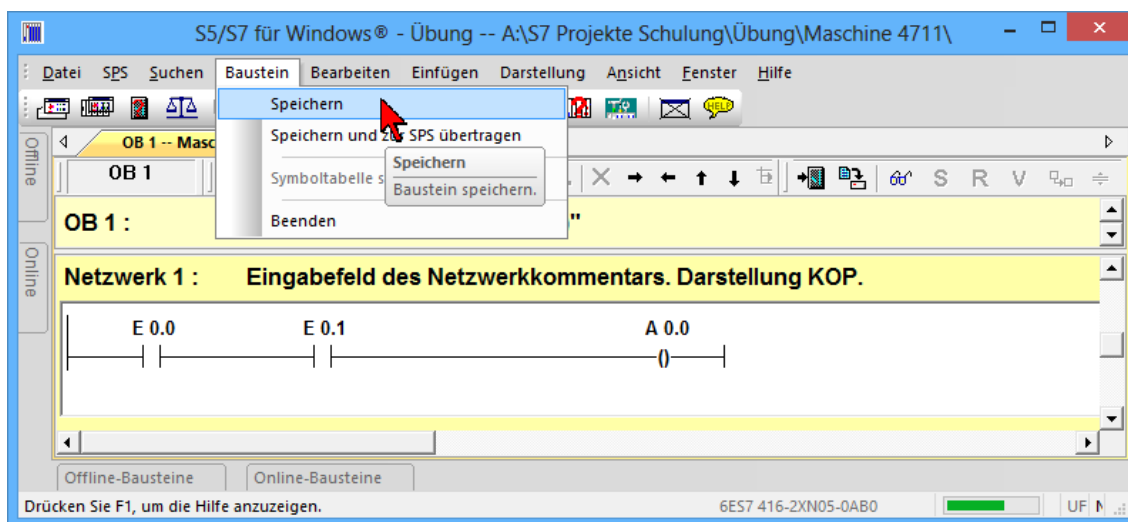 S5/S7 für Windows® - Übung -- A:\S7 Projekte Schulung\Übung\Maschine 4711\
Datei SPS Suchen Baustein Bearbeiten Einfügen Darstellung Ansicht Fenster Hilfe
Speichern
HELP
Speichern und zur SPS übertragen
OB 1 -- Masc
Speichern
Offline
OB 1
Symboltabelle s
S R V
Baustein speichern.
Beenden
OB 1 : "
Online
Netzwerk 1 : Eingabefeld des Netzwerkkommentars. Darstellung KOP.
E 0.0 E 0.1 A 0.0
()
Offline-Bausteine Online-Bausteine
Drücken Sie F1, um die Hilfe anzuzeigen. 6ES7 416-2XN05-0AB0 UF N